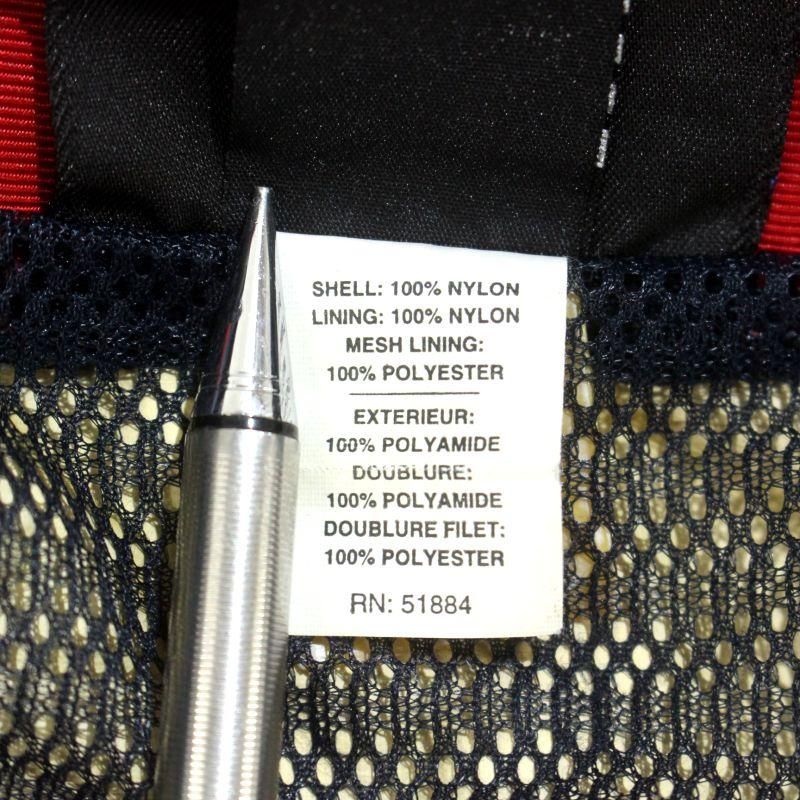 SHELL: 100% NYLON
LINING: 100% NYLON
MESH LINING:
100% POLYESTER
EXTERIEUR:
100% POLYAMIDE
DOUBLURE:
100% POLYAMIDE
DOUBLURE FILET:
100% POLYESTER
RN: 51884